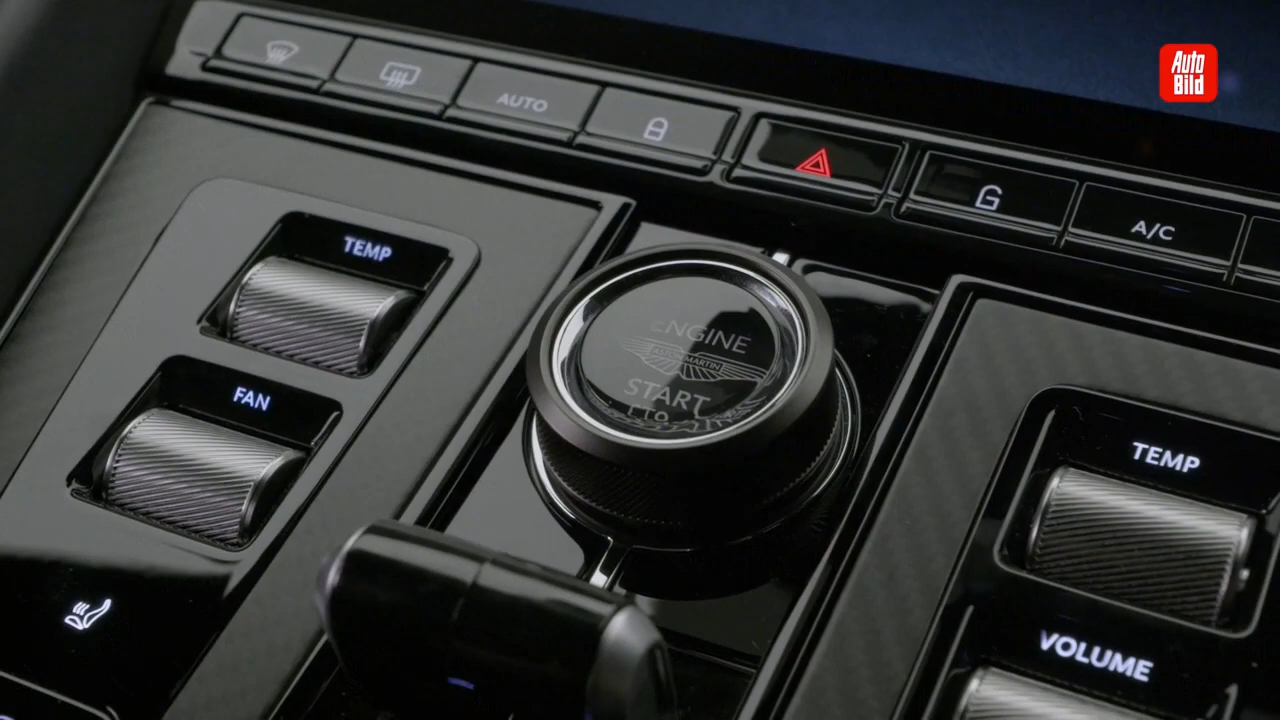 Auto
Bild
AUTO
A/C
TEMP
FAN
ENGINE
ASTON MARTIN
START
TEMP
VOLUME